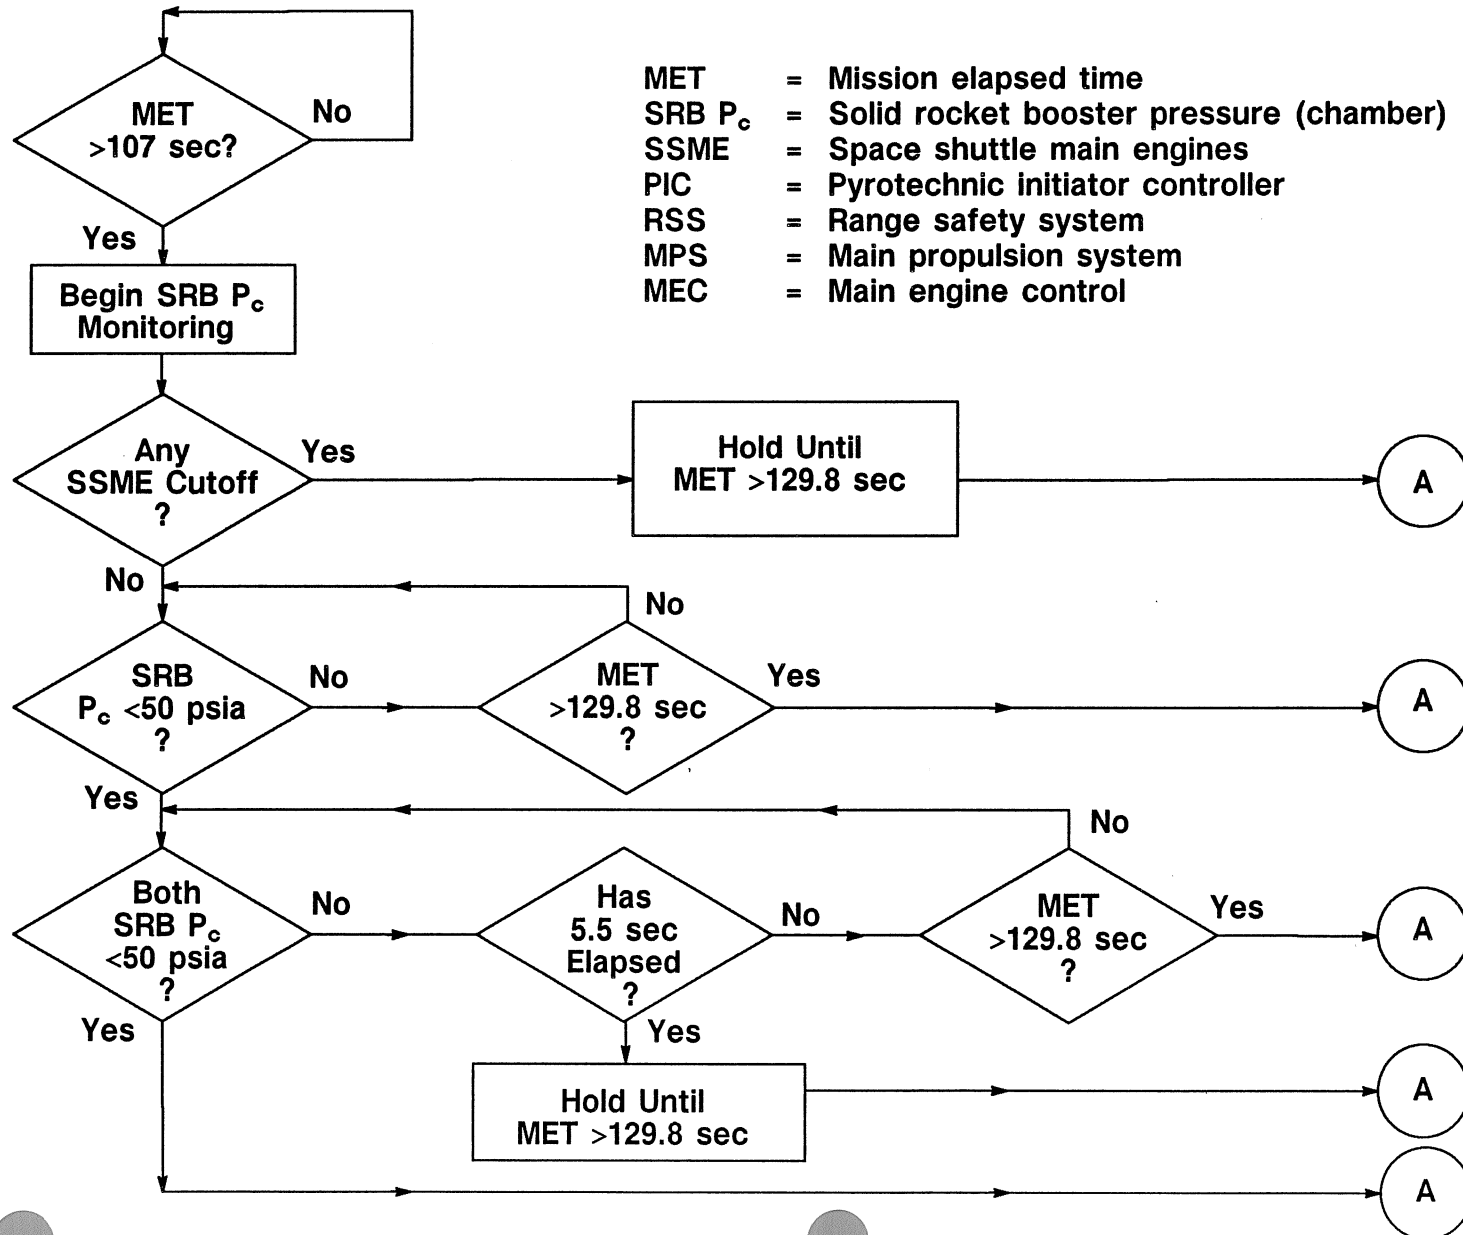 MET
>107 sec?
No
Yes
MET = Mission elapsed time
SRB Pc = Solid rocket booster pressure (chamber)
SSME = Space shuttle main engines
PIC = Pyrotechnic initiator controller
RSS = Range safety system
MPS = Main propulsion system
MEC = Main engine control
Begin SRB Pc
Monitoring
Any
SSME Cutoff
?
Yes
No
Hold Until
MET >129.8 sec
A
SRB
Pc <50 psia
?
No
Yes
MET
>129.8 sec
?
No
Yes
A
Both
SRB Pc
<50 psia
?
No
Yes
Has
5.5 sec
Elapsed
?
No
Yes
MET
>129.8 sec
?
No
Yes
A
Hold Until
MET >129.8 sec
A
A